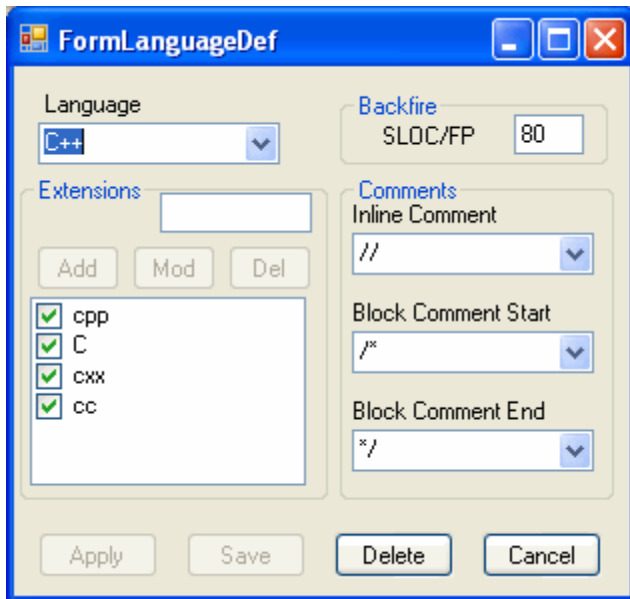 FormLanguageDef
Language
C++
Backfire
SLOC/FP 80
Extensions
Add Mod Del
cpp
C
cxx
cc
Comments
Inline Comment
//
Block Comment Start
/*
Block Comment End
*/
Apply Save Delete Cancel